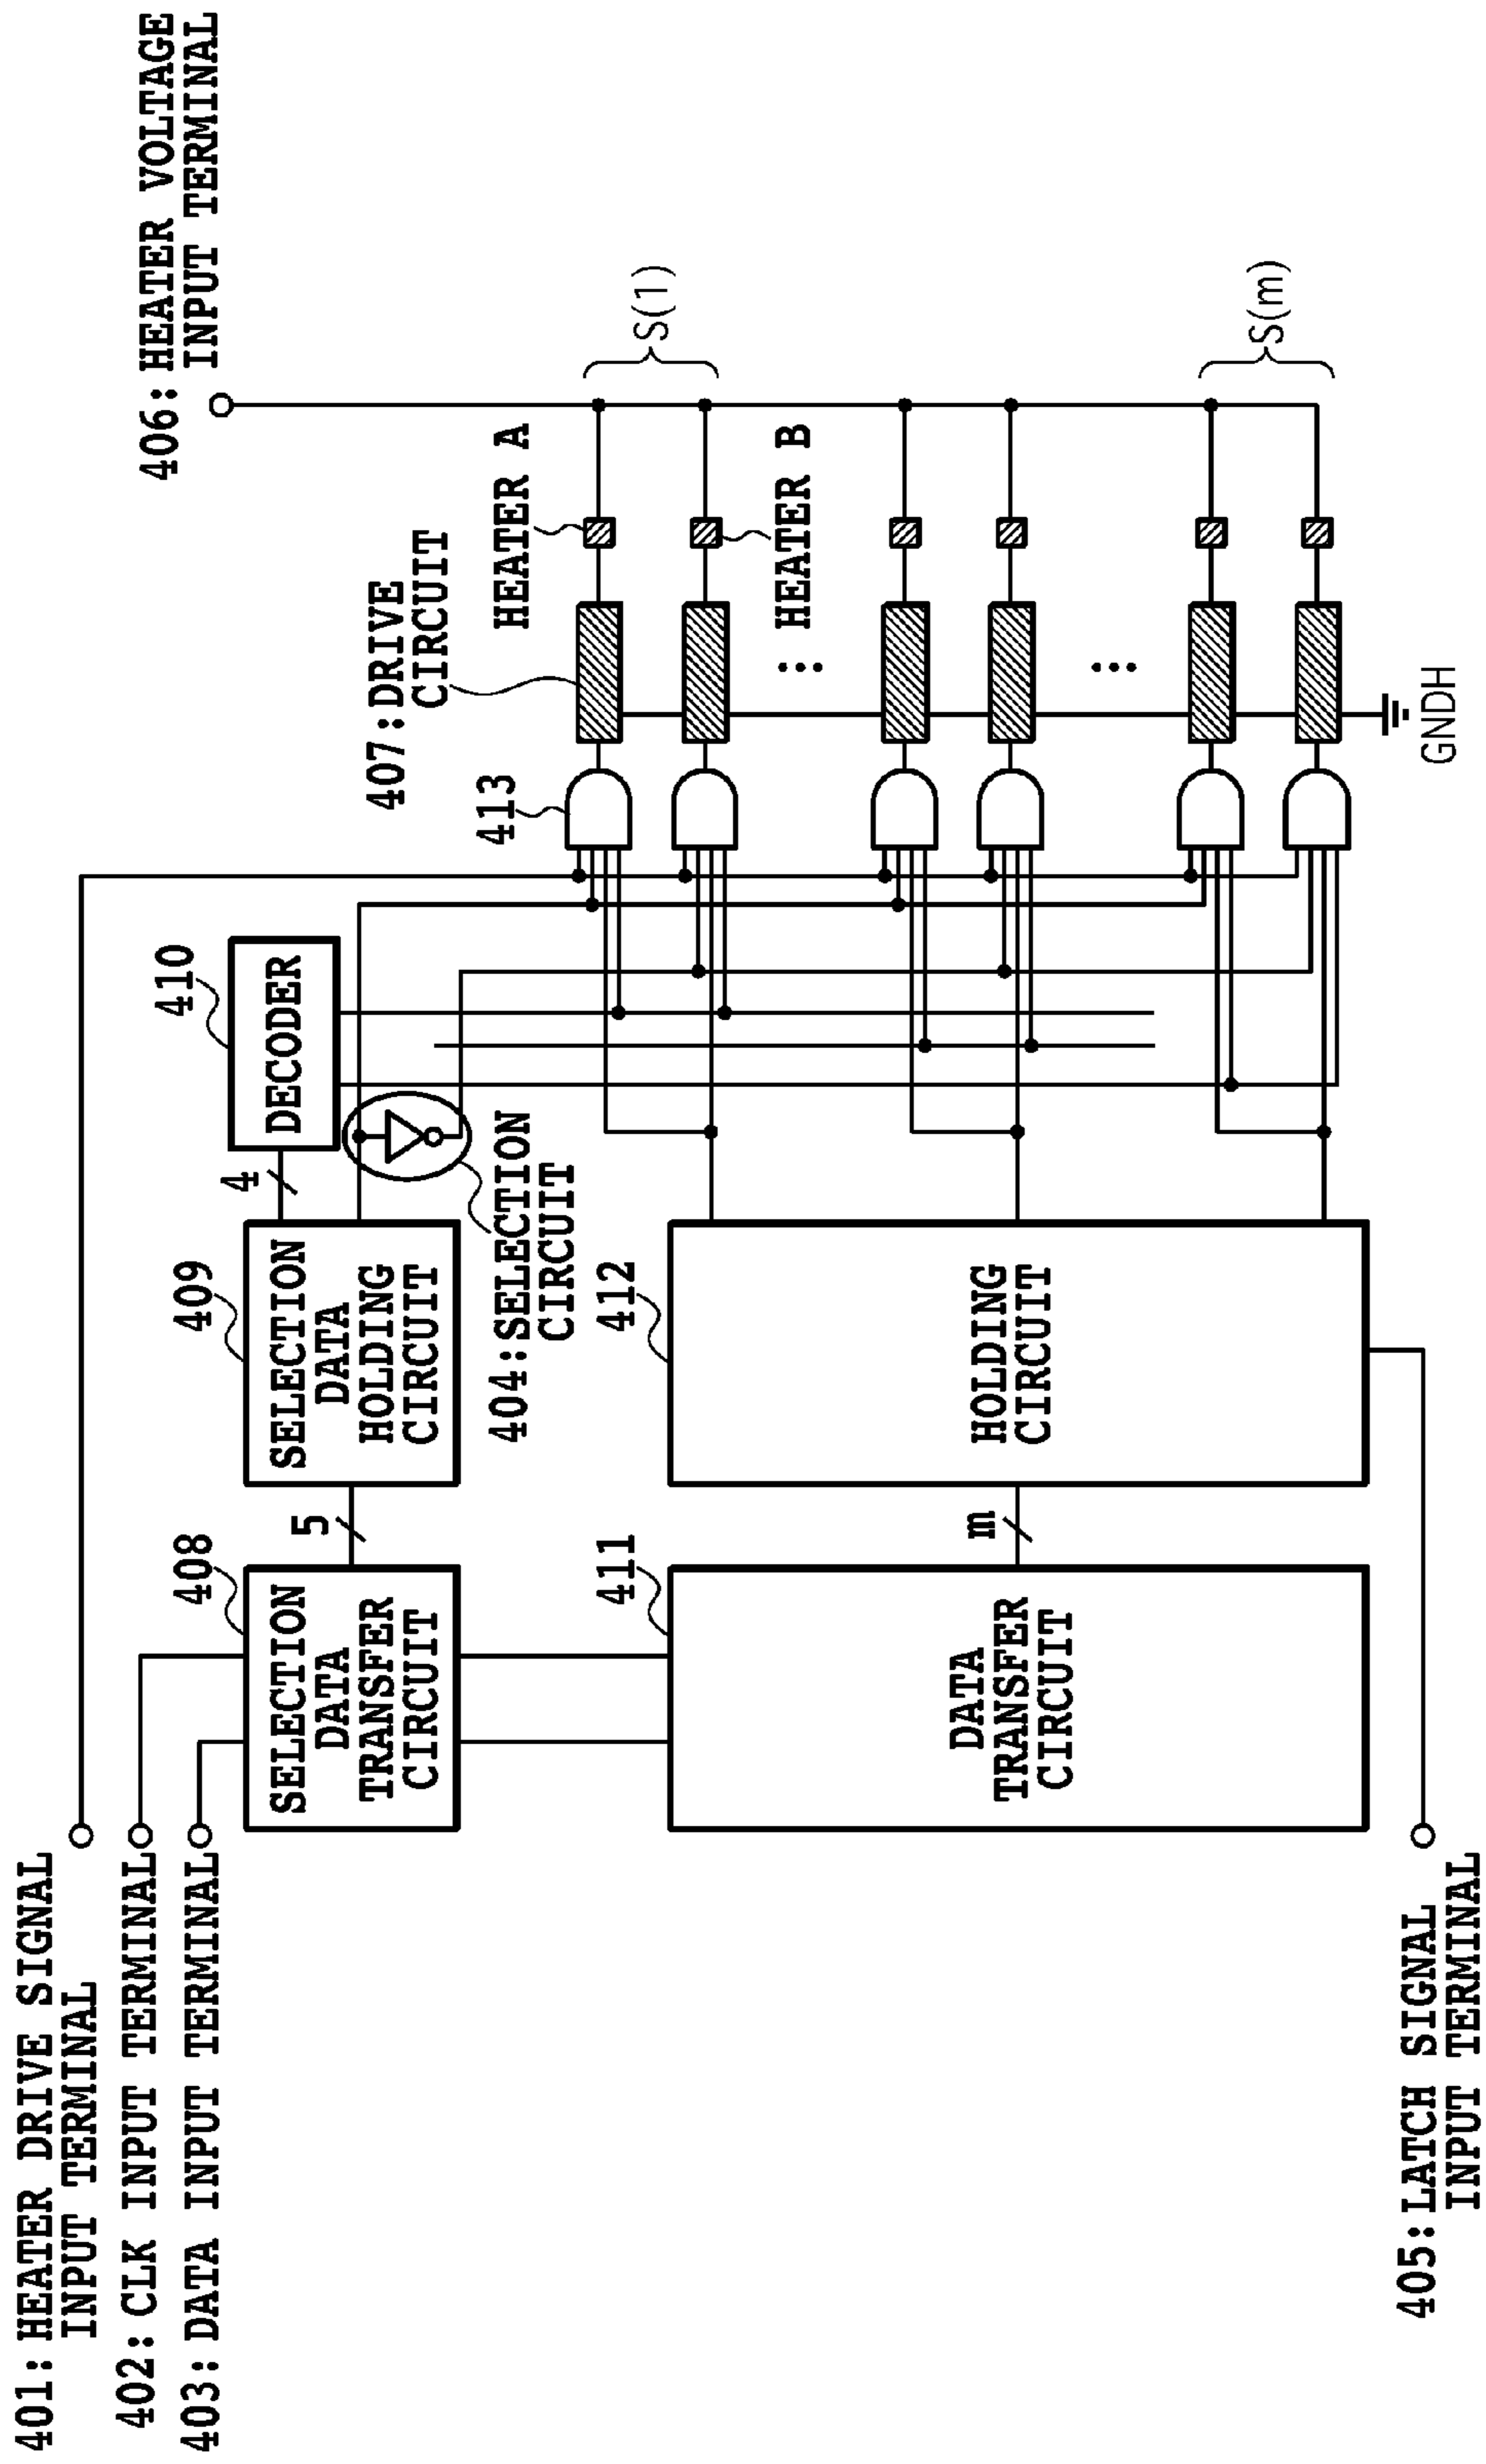 401:HEATER DRIVE SIGNAL
INPUT TERMINAL
402:CLK INPUT TERMINAL
403:DATA INPUT TERMINAL
408
SELECTION
DATA
TRANSFER
CIRCUIT
5
409
SELECTION
DATA
HOLDING
CIRCUIT
4
410
DECODER
404:SELECTION
CIRCUIT
406:HEATER VOLTAGE
INPUT TERMINAL
407:DRIVE
CIRCUIT
413
HEATER A
HEATER B
S(1)
S(m)
GNDH
411
DATA
TRANSFER
CIRCUIT
m
412
HOLDING
CIRCUIT
405:LATCH SIGNAL
INPUT TERMINAL